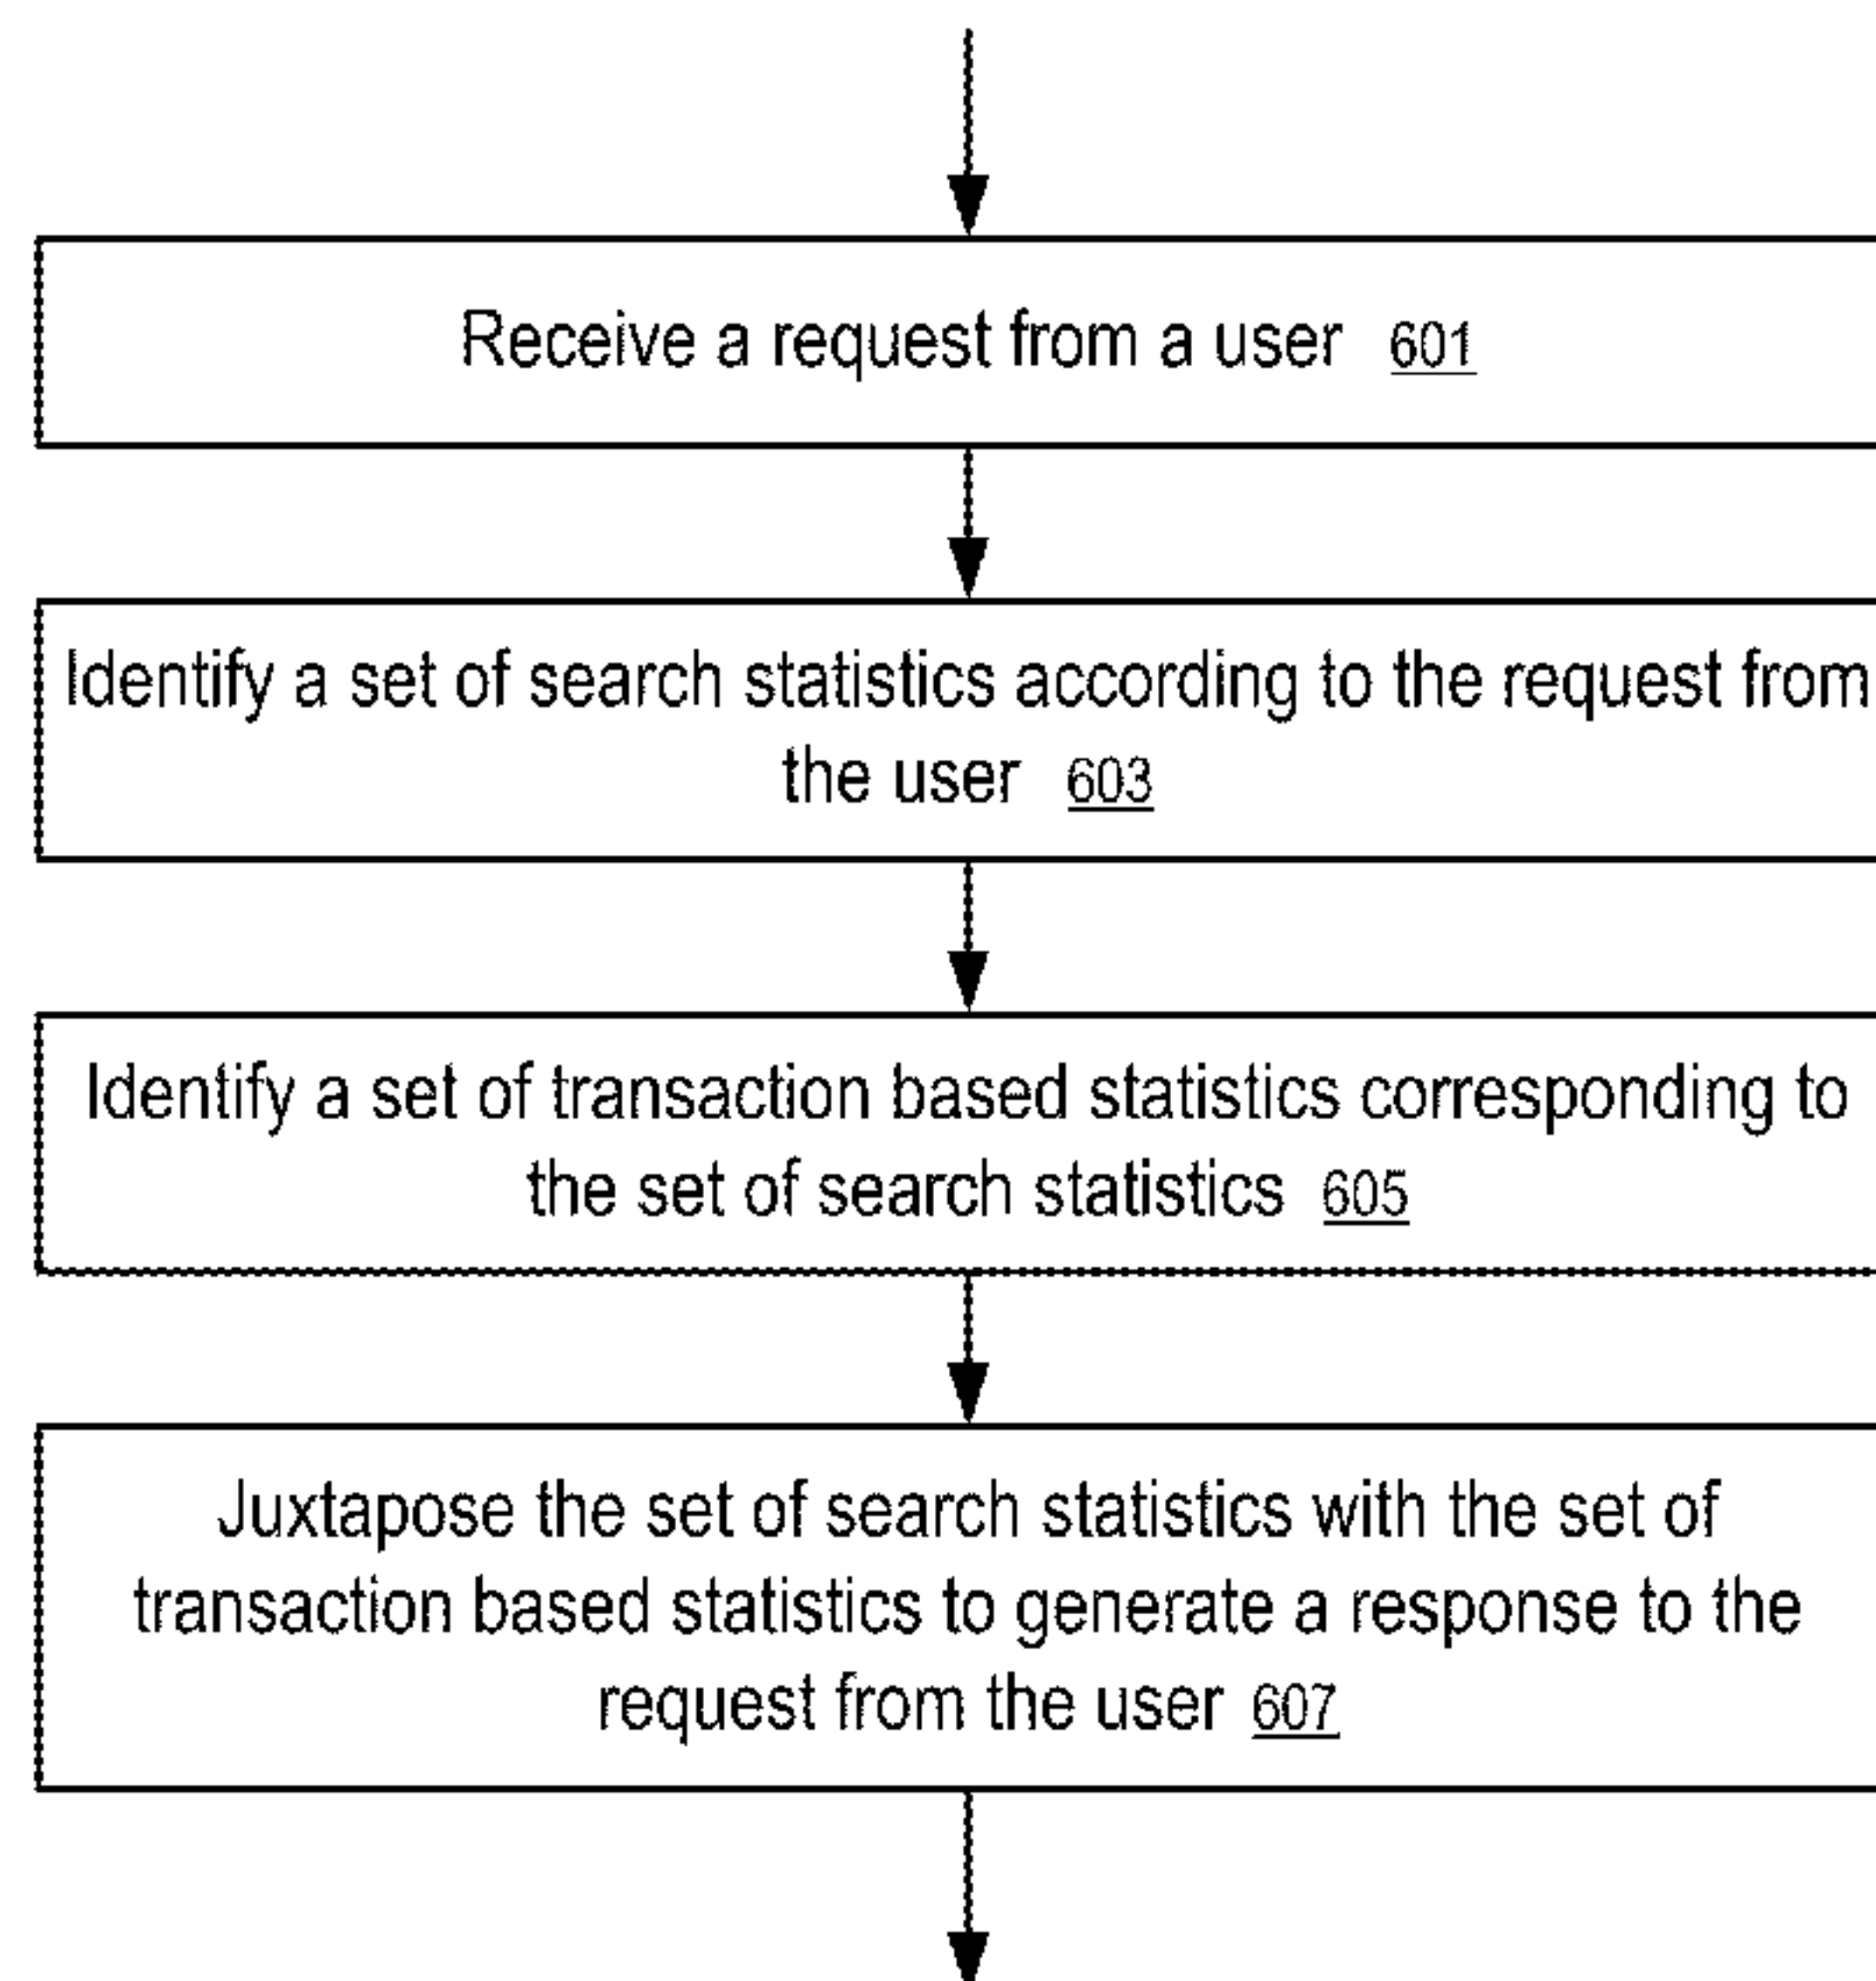 Receive a request from a user 601
Identify a set of search statistics according to the request from
the user 603
Identify a set of transaction based statistics corresponding to
the set of search statistics 605
Juxtapose the set of search statistics with the set of
transaction based statistics to generate a response to the
request from the user 607